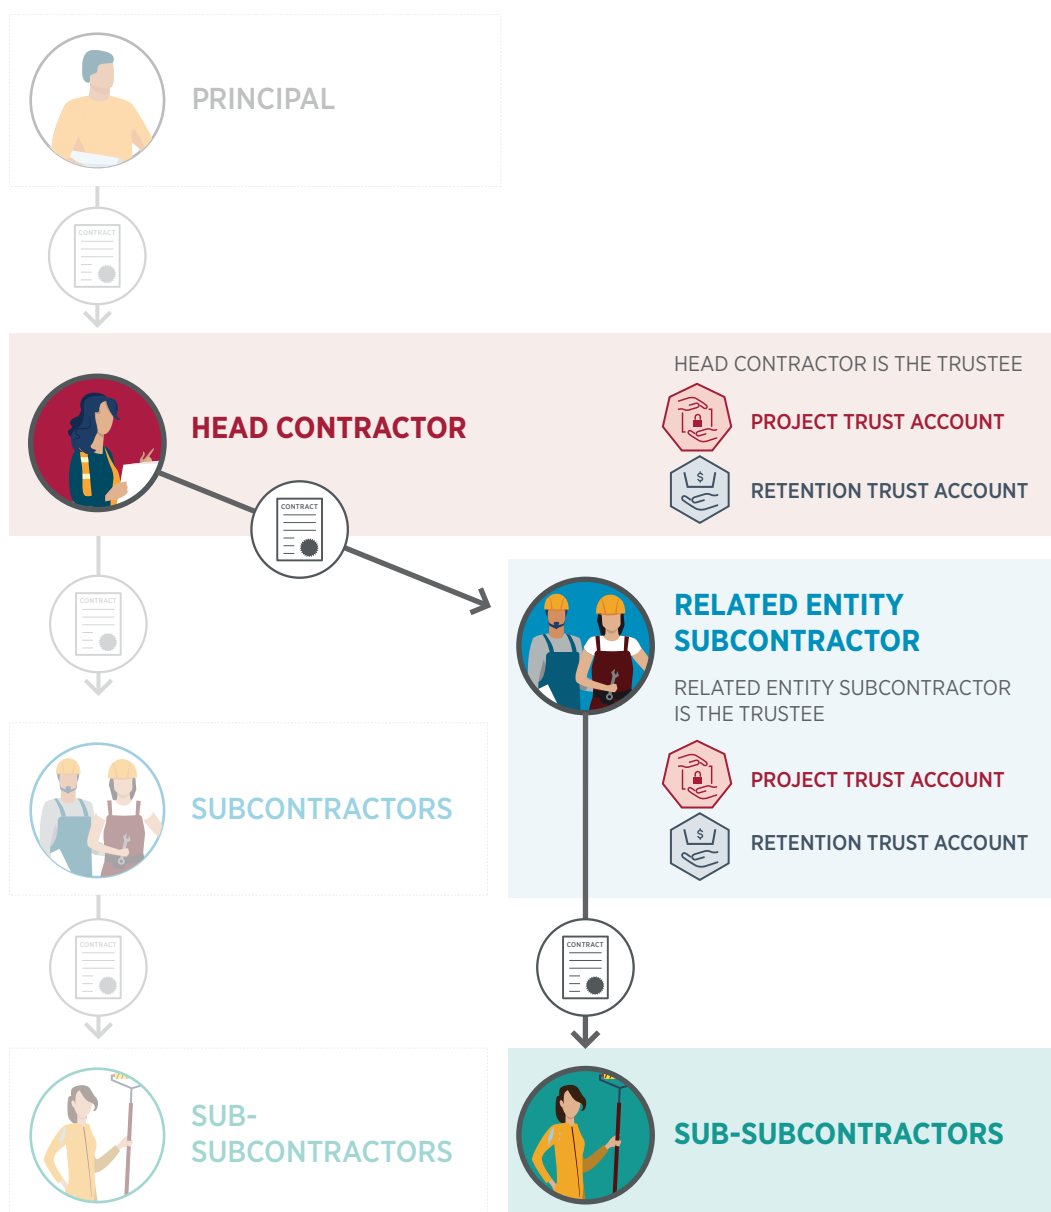 PRINCIPAL
CONTRACT
HEAD CONTRACTOR IS THE TRUSTEE
HEAD CONTRACTOR
PROJECT TRUST ACCOUNT
$
RETENTION TRUST ACCOUNT
CONTRACT
CONTRACT
RELATED ENTITY
SUBCONTRACTOR
RELATED ENTITY SUBCONTRACTOR
IS THE TRUSTEE
PROJECT TRUST ACCOUNT
$
RETENTION TRUST ACCOUNT
SUBCONTRACTORS
CONTRACT
CONTRACT
SUB-
SUBCONTRACTORS
SUB-SUBCONTRACTORS